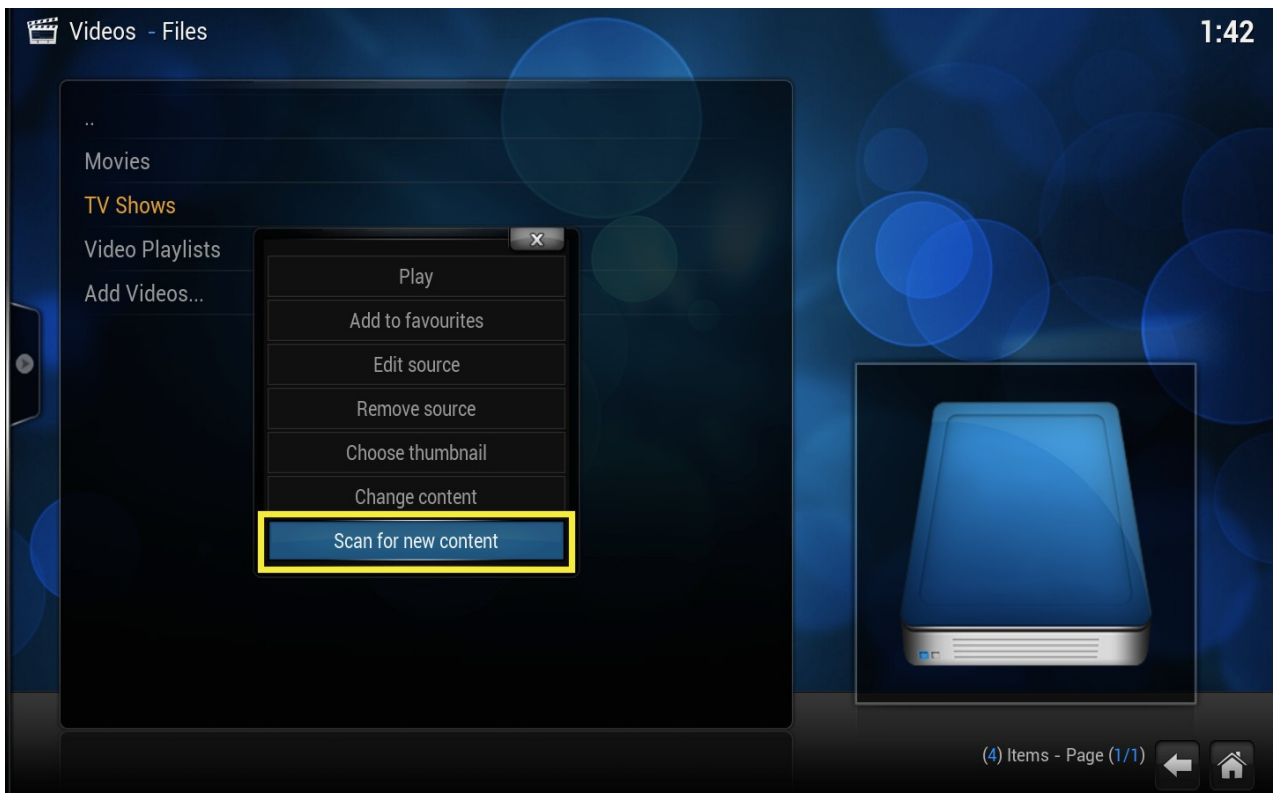 Videos - Files
1:42
..
Movies
TV Shows
Video Playlists
Add Videos...
X
Play
Add to favourites
Edit source
Remove source
Choose thumbnail
Change content
Scan for new content
(4) Items - Page (1/1)